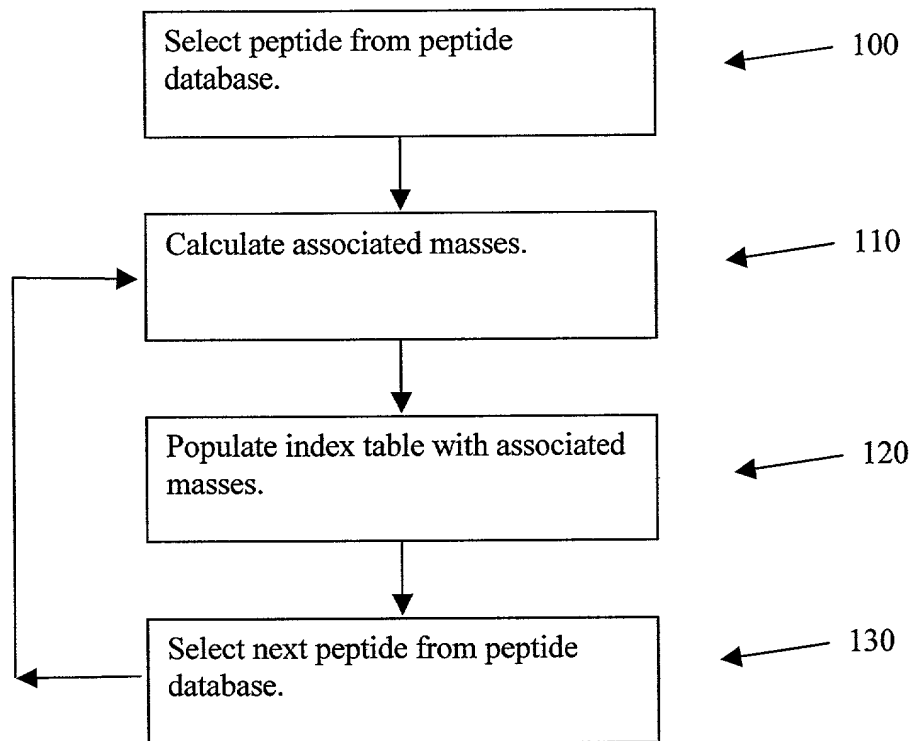 Select peptide from peptide
database.
100
Calculate associated masses.
110
Populate index table with associated
masses.
120
Select next peptide from peptide
database.
130